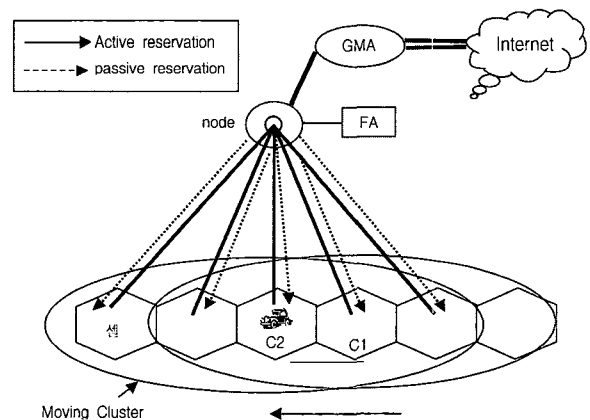 Active reservation
passive reservation
GMA
Internet
node
FA
셀
C2
C1
Moving Cluster